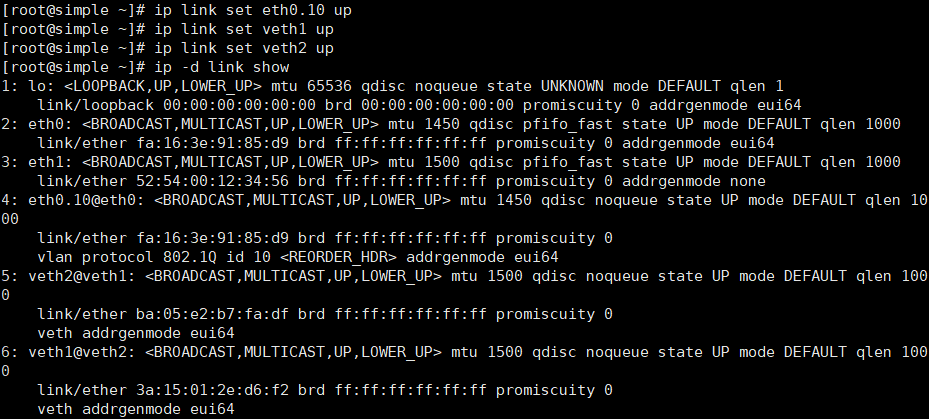 [root@simple ~]# ip link set eth0.10 up
[root@simple ~]# ip link set veth1 up
[root@simple ~]# ip link set veth2 up
[root@simple ~]# ip -d link show
1: lo: <LOOPBACK,UP,LOWER_UP> mtu 65536 qdisc noqueue state UNKNOWN mode DEFAULT qlen 1
    link/loopback 00:00:00:00:00:00 brd 00:00:00:00:00:00 promiscuity 0 addrgenmode eui64
2: eth0: <BROADCAST,MULTICAST,UP,LOWER_UP> mtu 1450 qdisc pfifo_fast state UP mode DEFAULT qlen 1000
    link/ether fa:16:3e:91:85:d9 brd ff:ff:ff:ff:ff:ff promiscuity 0 addrgenmode eui64
3: eth1: <BROADCAST,MULTICAST,UP,LOWER_UP> mtu 1500 qdisc pfifo_fast state UP mode DEFAULT qlen 1000
    link/ether 52:54:00:12:34:56 brd ff:ff:ff:ff:ff:ff promiscuity 0 addrgenmode none
4: eth0.10@eth0: <BROADCAST,MULTICAST,UP,LOWER_UP> mtu 1450 qdisc noqueue state UP mode DEFAULT qlen 10
00
    link/ether fa:16:3e:91:85:d9 brd ff:ff:ff:ff:ff:ff promiscuity 0
    vlan protocol 802.1Q id 10 <REORDER_HDR> addrgenmode eui64
5: veth2@veth1: <BROADCAST,MULTICAST,UP,LOWER_UP> mtu 1500 qdisc noqueue state UP mode DEFAULT qlen 100
0
    link/ether ba:05:e2:b7:fa:df brd ff:ff:ff:ff:ff:ff promiscuity 0
    veth addrgenmode eui64
6: veth1@veth2: <BROADCAST,MULTICAST,UP,LOWER_UP> mtu 1500 qdisc noqueue state UP mode DEFAULT qlen 100
0
    link/ether 3a:15:01:2e:d6:f2 brd ff:ff:ff:ff:ff:ff promiscuity 0
    veth addrgenmode eui64